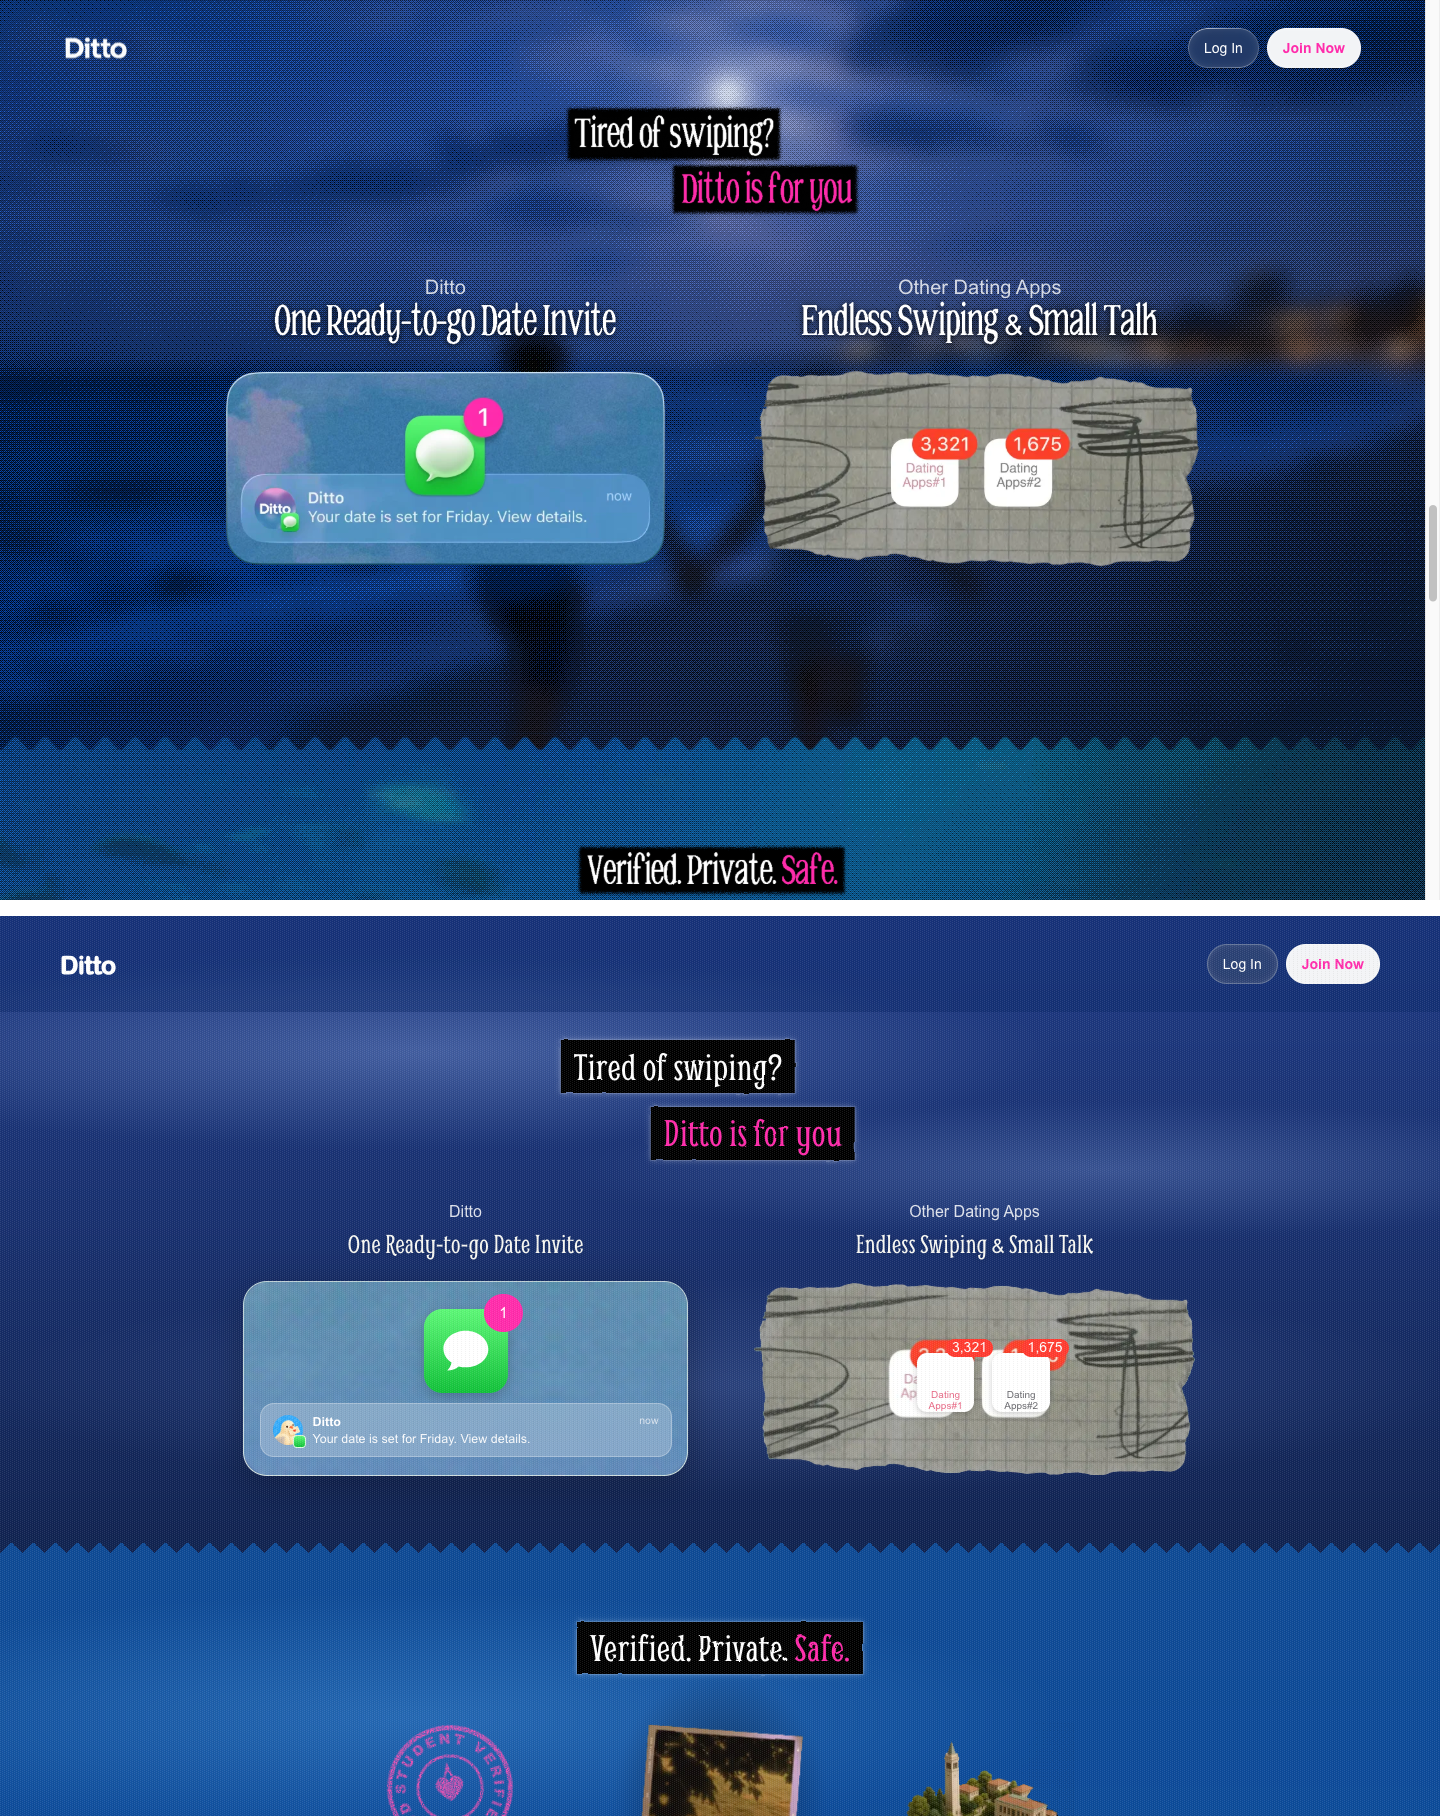 Ditto
Log In
Join Now
Tired of swiping?
Ditto is for you
Ditto
One Ready-to-go Date Invite
1
Ditto
Ditto
now
Your date is set for Friday. View details.
Other Dating Apps
Endless Swiping & Small Talk
3,321
1,675
Dating
Apps#1
Dating
Apps#2
Verified. Private. Safe.
Ditto
Log In
Join Now
Tired of swiping?
Ditto is for you
Ditto
One Ready-to-go Date Invite
1
Ditto
now
Your date is set for Friday. View details.
Other Dating Apps
Endless Swiping & Small Talk
3,321
1,675
Dating
Apps#1
Dating
Apps#2
Verified. Private. Safe.
STUDENT VERIFIE